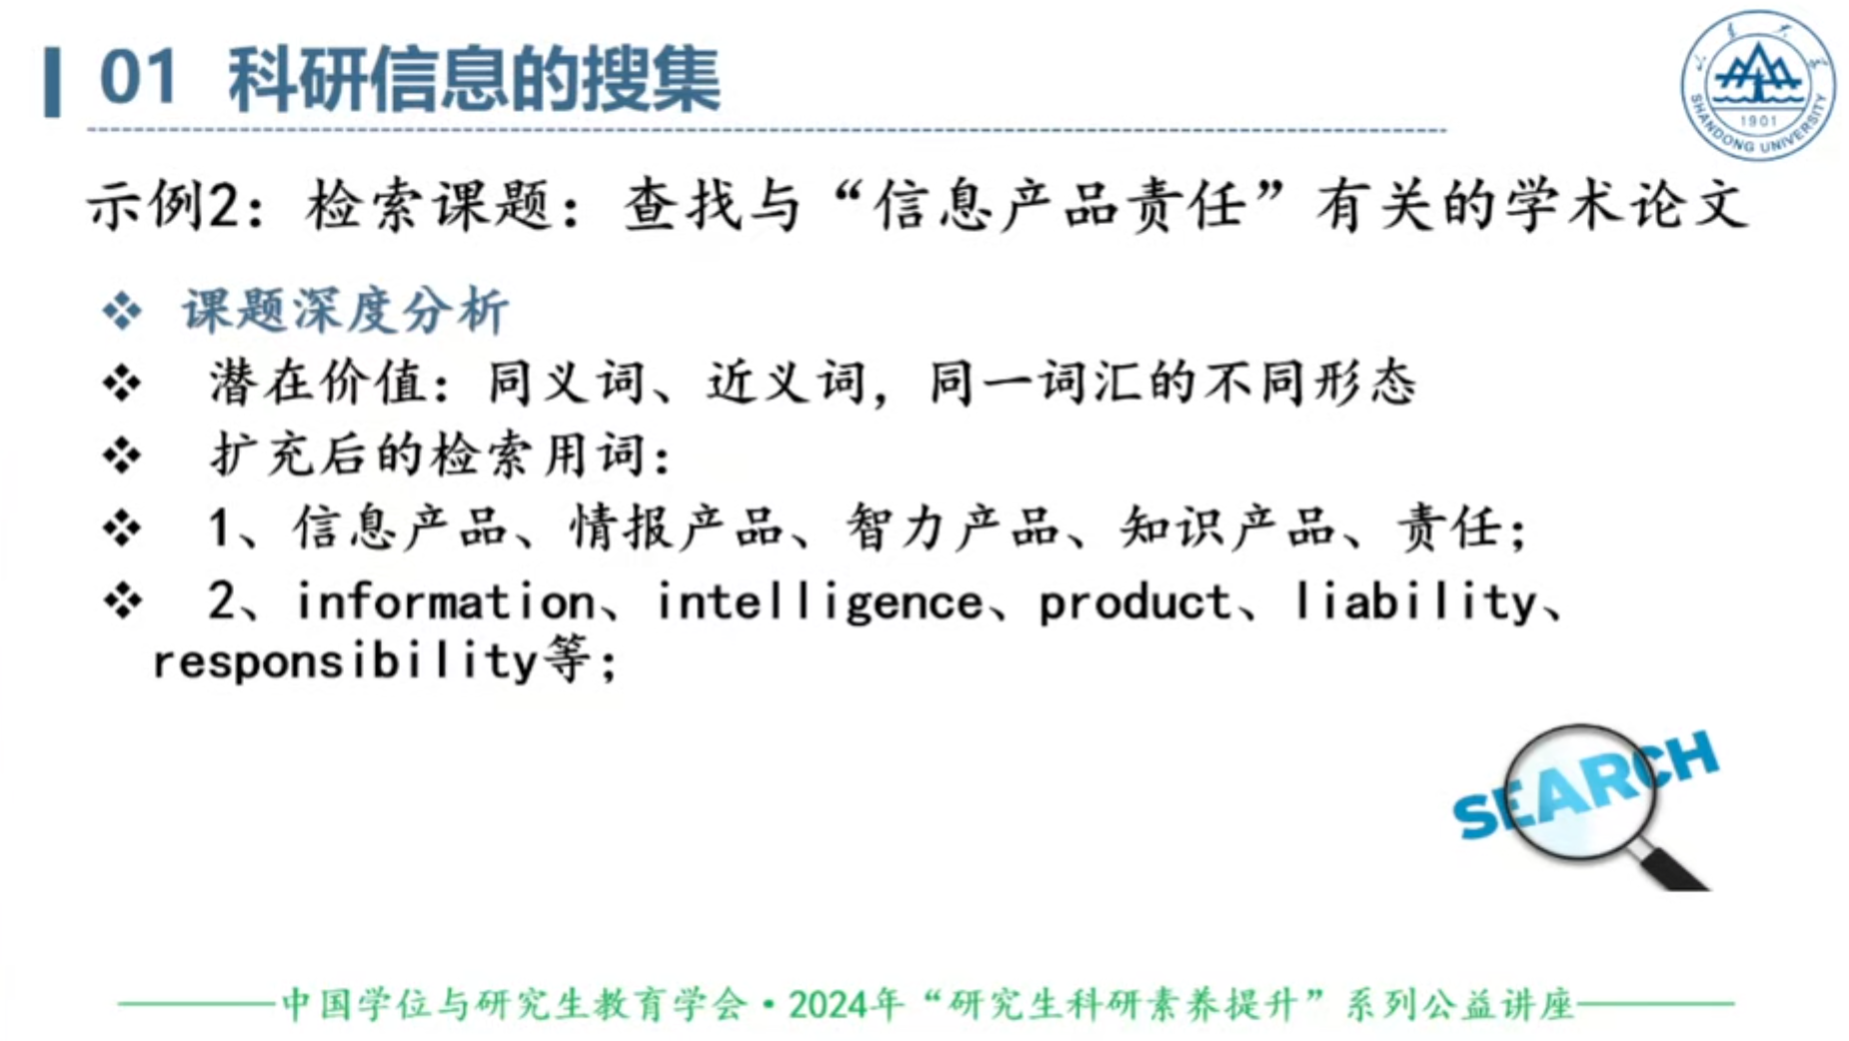 01 科研信息的搜集
SHANDONG UNIVERSITY
1901
示例2：检索课题：查找与“信息产品责任”有关的学术论文
课题深度分析
潜在价值：同义词、近义词，同一词汇的不同形态
扩充后的检索用词：
1、信息产品、情报产品、智力产品、知识产品、责任；
2、information、intelligence、product、liability、
responsibility等；
SEARCH
中国学位与研究生教育学会·2024年“研究生科研素养提升”系列公益讲座